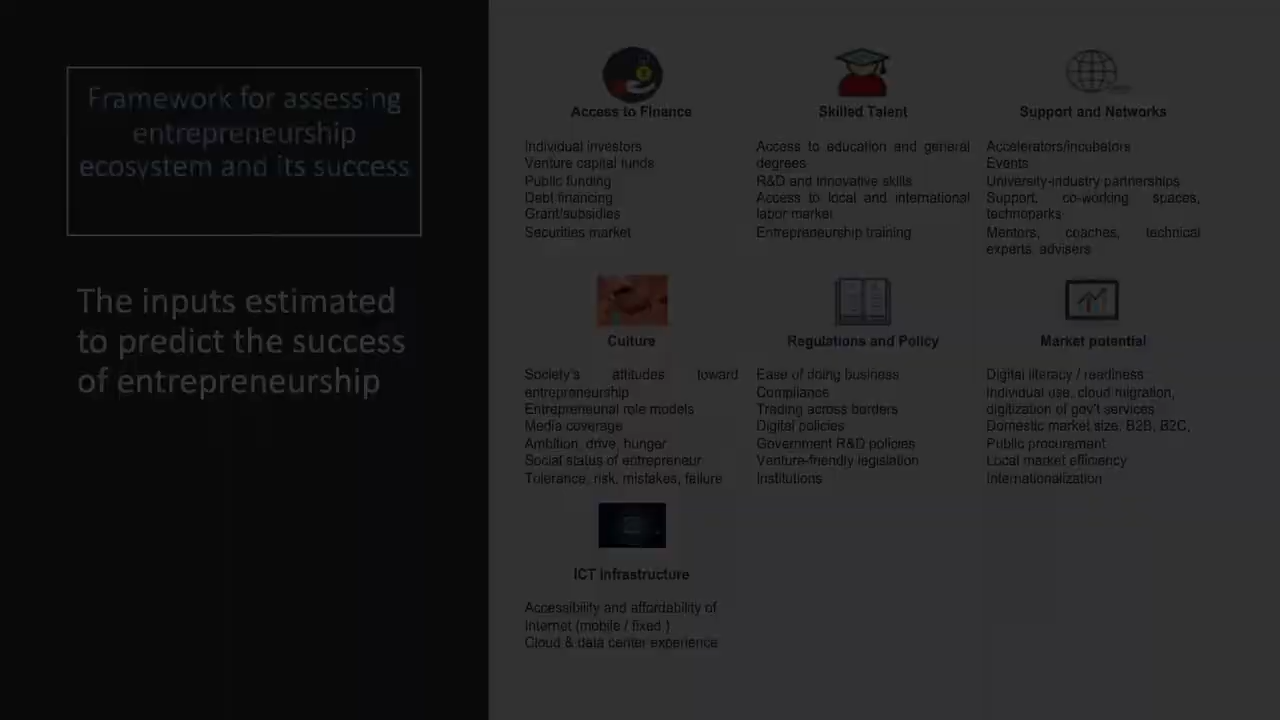 Framework for assessing
entrepreneurship
ecosystem and its success
The inputs estimated
to predict the success
of entrepreneurship
Access to Finance
Individual investors
Venture capital funds
Public funding
Debt financing
Grant/subsidies
Securities market
Skilled Talent
Access to education and general
degrees
R&D and innovative skills
Access to local and international
labor market
Entrepreneurship training
Support and Networks
Accelerators/incubators
Events
University-industry partnerships
Support, co-working spaces,
technoparks
Mentors, coaches, technical
experts, advisers
Culture
Society's attitudes toward
entrepreneurship
Entrepreneurial role models
Media coverage
Ambition, drive, hunger
Social status of entrepreneur
Tolerance, risk, mistakes, failure
Regulations and Policy
Ease of doing business
Compliance
Trading across borders
Digital policies
Government R&D policies
Venture-friendly legislation
Institutions
Market potential
Digital literacy / readiness
Individual use, cloud migration,
digitization of gov't services
Domestic market size, B2B, B2C,
Public procurement
Local market efficiency
Internationalization
ICT Infrastructure
Accessibility and affordability of
Internet (mobile / fixed )
Cloud & data center experience